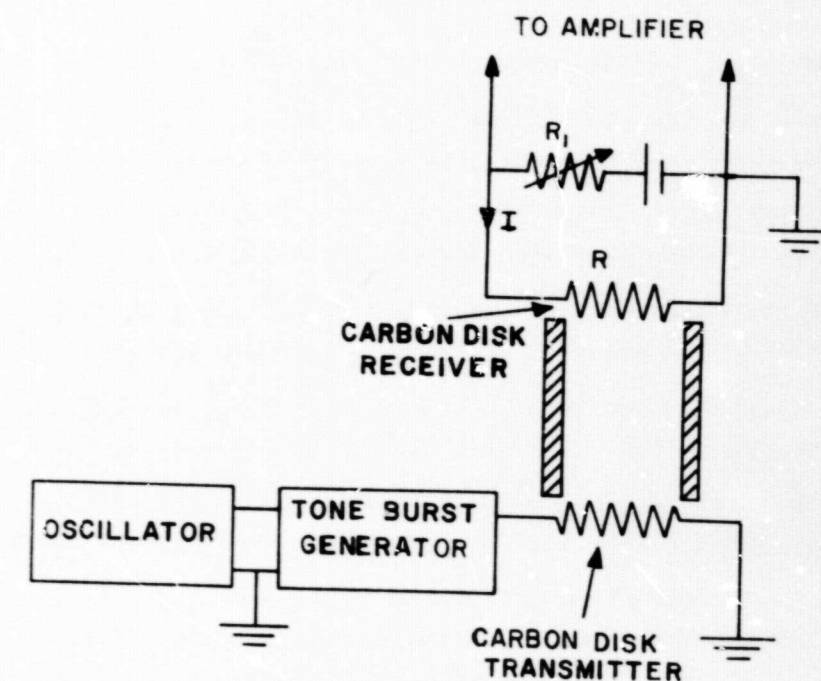 TO AMPLIFIER
R1
I
R
CARBON DISK
RECEIVER
OSCILLATOR
TONE BURST
GENERATOR
CARBON DISK
TRANSMITTER